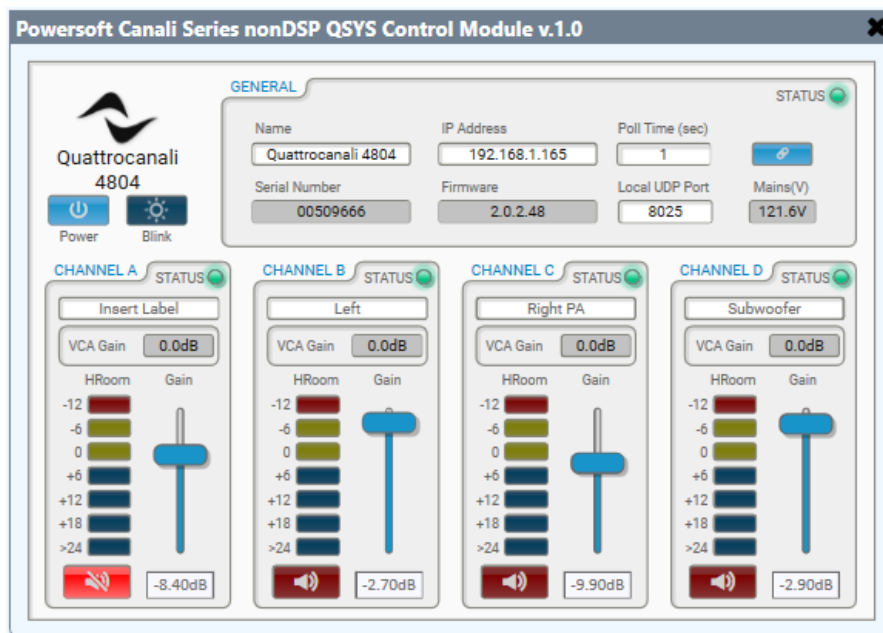 Powersoft Canali Series nonDSP QSYS Control Module v.1.0
Quattrocanali
4804
Power Blink
GENERAL STATUS
Name IP Address Poll Time (sec)
Quattrocanali 4804 192.168.1.165 1
Serial Number Firmware Local UDP Port Mains(V)
00509666 2.0.2.48 8025 121.6V
CHANNEL A STATUS
Insert Label
VCA Gain 0.0dB
HRoom Gain
-12
-6
0
+6
+12
+18
>24
-8.40dB
CHANNEL B STATUS
Left
VCA Gain 0.0dB
HRoom Gain
-12
-6
0
+6
+12
+18
>24
-2.70dB
CHANNEL C STATUS
Right PA
VCA Gain 0.0dB
HRoom Gain
-12
-6
0
+6
+12
+18
>24
-9.90dB
CHANNEL D STATUS
Subwoofer
VCA Gain 0.0dB
HRoom Gain
-12
-6
0
+6
+12
+18
>24
-2.90dB